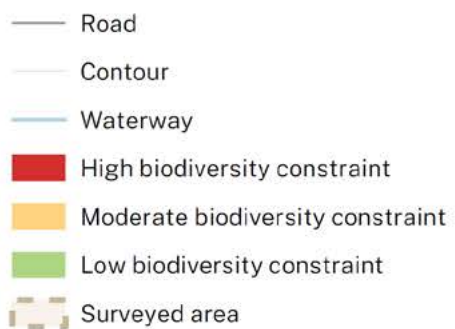 Road
Contour
Waterway
High biodiversity constraint
Moderate biodiversity constraint
Low biodiversity constraint
Surveyed area